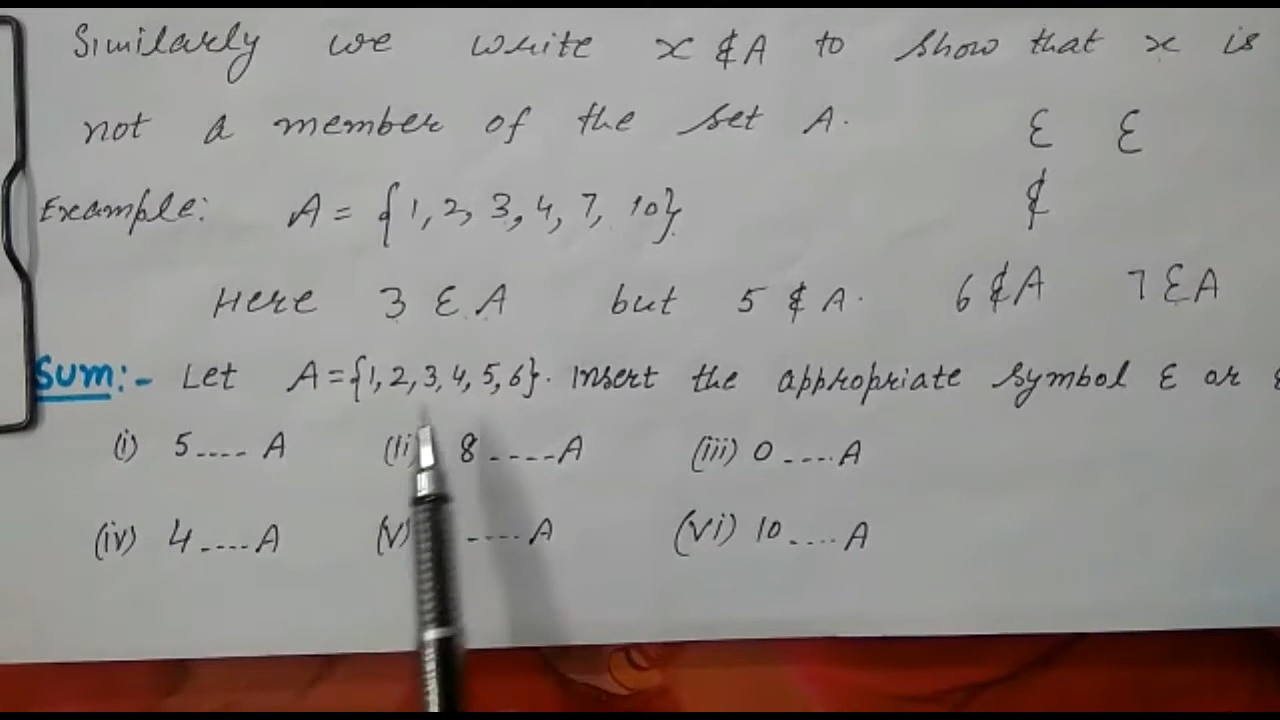 Similarly we write x ∉ A to show that x is
not a member of the set A.
Ɛ Ɛ
∉
Example: A = {1, 2, 3, 4, 7, 10}
Here 3 Ɛ A but 5 ∉ A. 6 ∉ A 7 Ɛ A
Sum:- Let A = {1, 2, 3, 4, 5, 6}. Insert the appropriate symbol Ɛ or
(i) 5 .... A (ii) 8 ..... A (iii) 0 .... A
(iv) 4 .... A (v) .... A (vi) 10 .... A